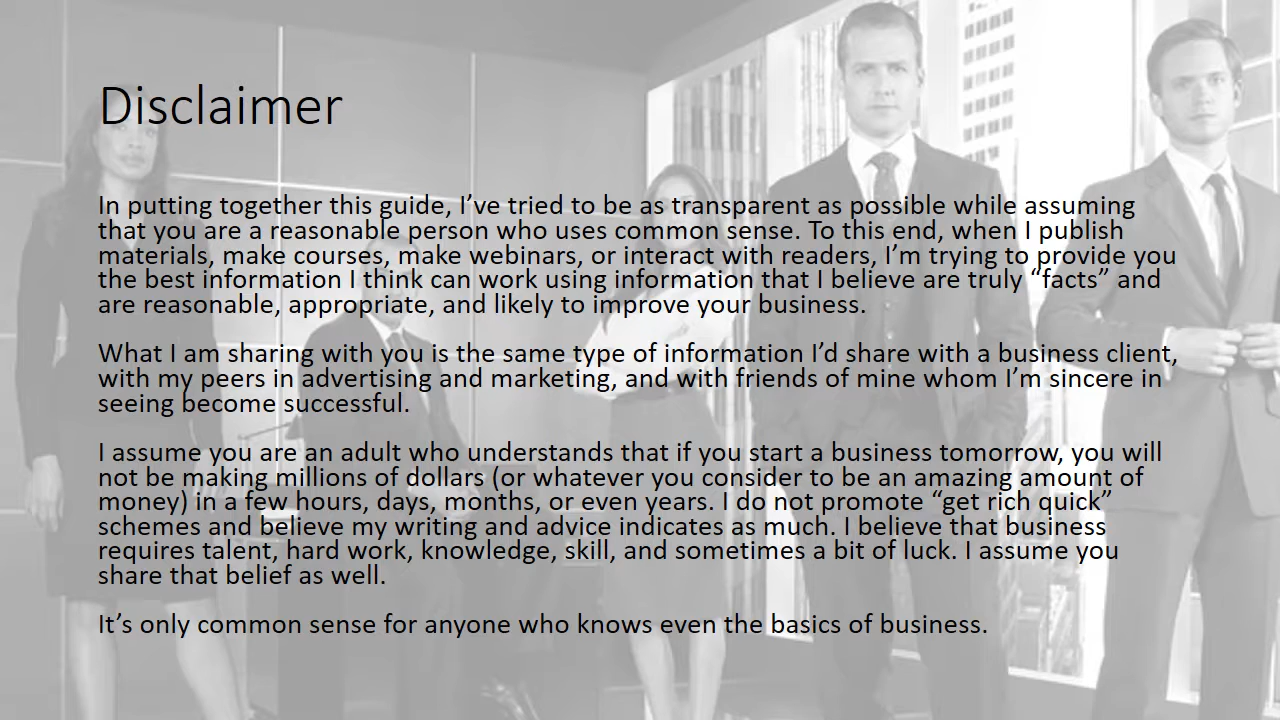 Disclaimer
In putting together this guide, I’ve tried to be as transparent as possible while assuming
that you are a reasonable person who uses common sense. To this end, when I publish
materials, make courses, make webinars, or interact with readers, I’m trying to provide you
the best information I think can work using information that I believe are truly “facts” and
are reasonable, appropriate, and likely to improve your business.
What I am sharing with you is the same type of information I’d share with a business client,
with my peers in advertising and marketing, and with friends of mine whom I’m sincere in
seeing become successful.
I assume you are an adult who understands that if you start a business tomorrow, you will
not be making millions of dollars (or whatever you consider to be an amazing amount of
money) in a few hours, days, months, or even years. I do not promote “get rich quick”
schemes and believe my writing and advice indicates as much. I believe that business
requires talent, hard work, knowledge, skill, and sometimes a bit of luck. I assume you
share that belief as well.
It’s only common sense for anyone who knows even the basics of business.